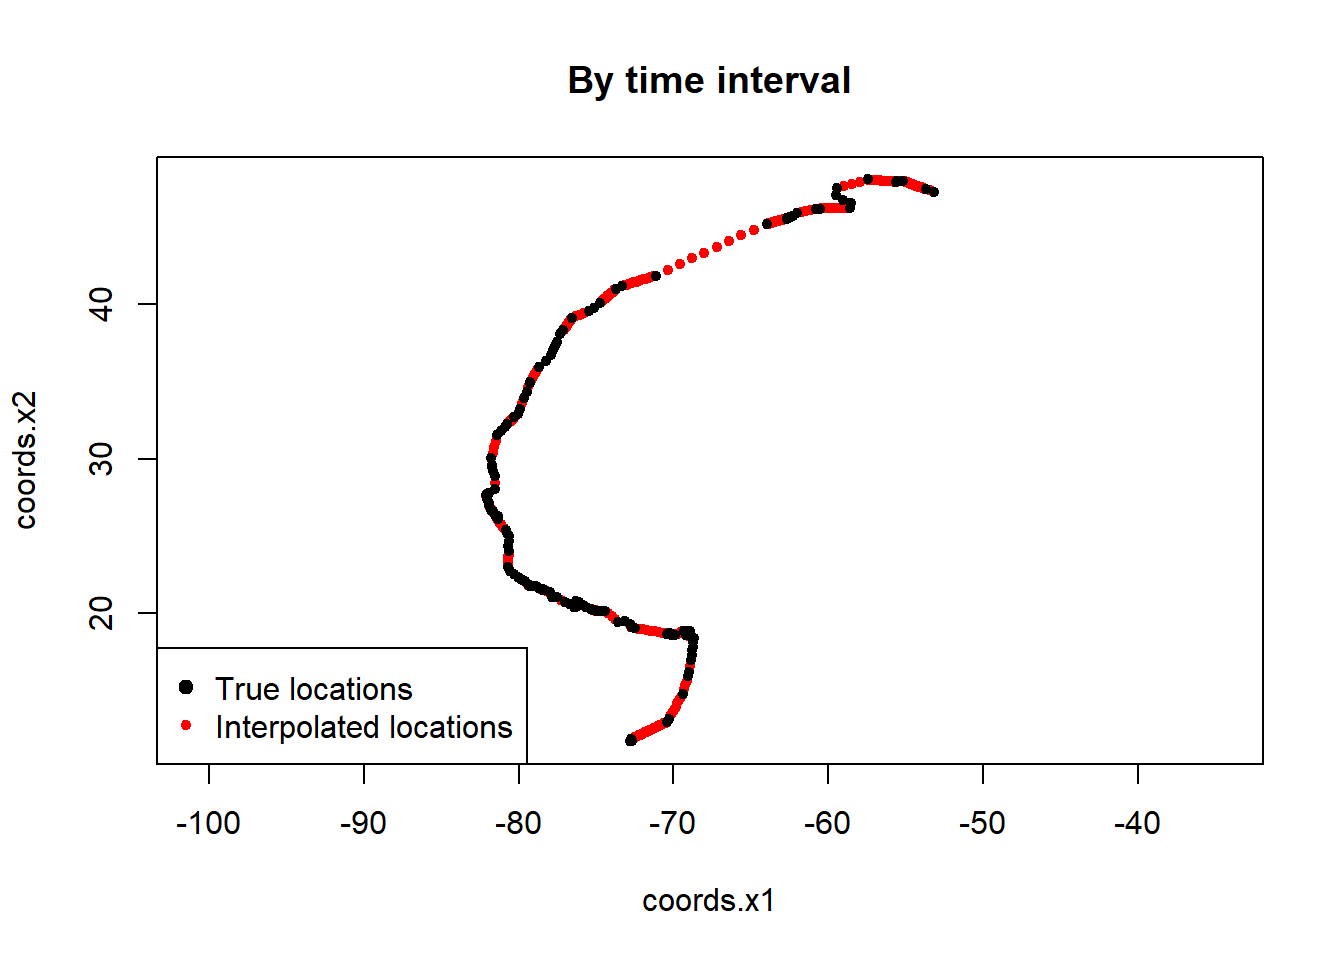 By time interval
coords.x2
40
30
20
True locations
Interpolated locations
-100 -90 -80 -70 -60 -50 -40
coords.x1